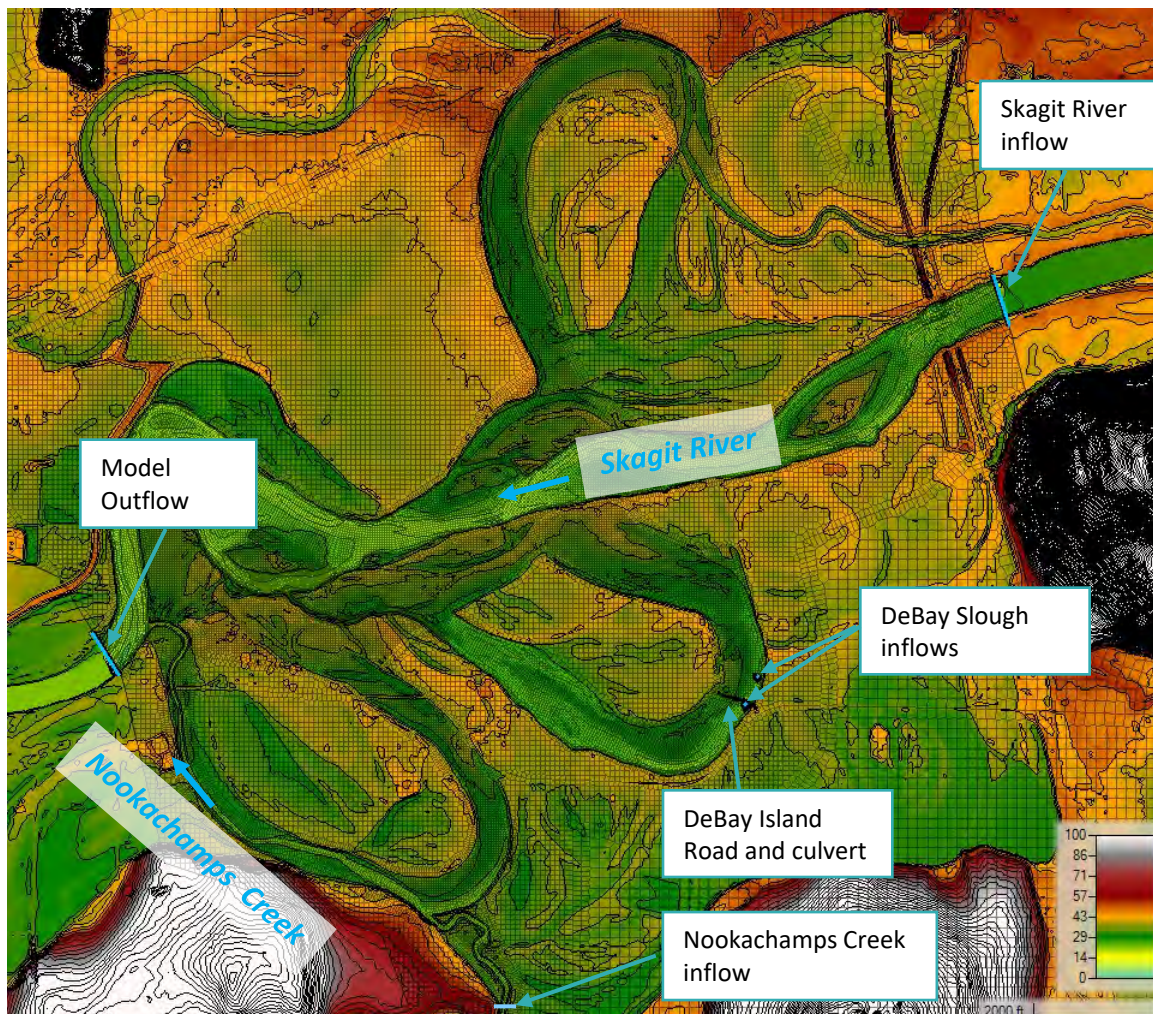 Skagit River
inflow
Skagit River
Model
Outflow
DeBay Slough
inflows
Nookachamps Creek
DeBay Island
Road and culvert
Nookachamps Creek
inflow
100
86
71
57
43
29
14
0
2000 ft